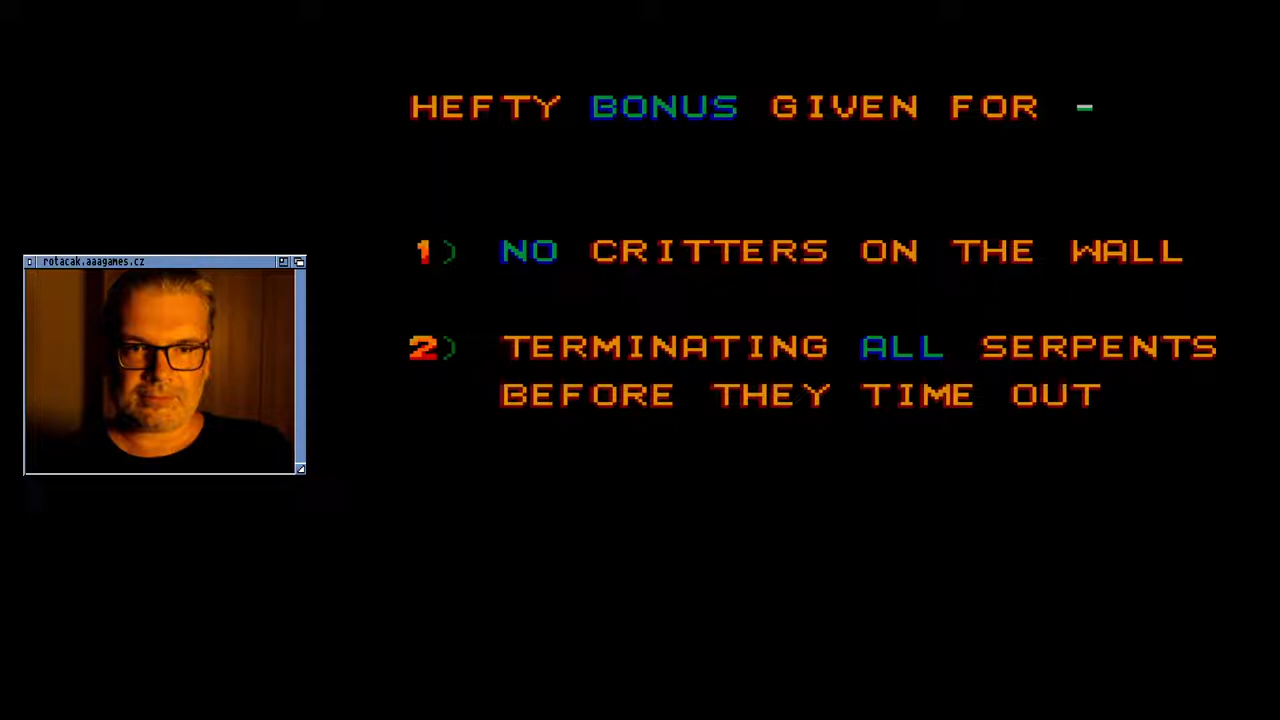 HEFTY BONUS GIVEN FOR -
rotacak.aaagames.cz
1) NO CRITTERS ON THE WALL
2) TERMINATING ALL SERPENTS
BEFORE THEY TIME OUT